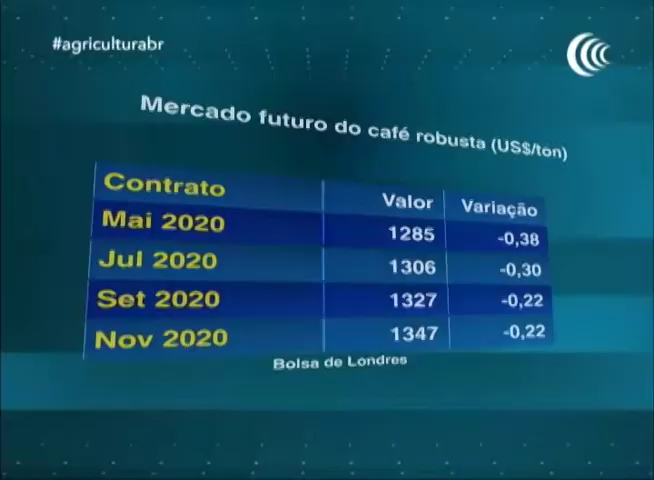 #agriculturabr
Mercado futuro do café robusta (US$/ton)
Contrato Valor Variação
Mai 2020 1285 -0,38
Jul 2020 1306 -0,30
Set 2020 1327 -0,22
Nov 2020 1347 -0,22
Bolsa de Londres